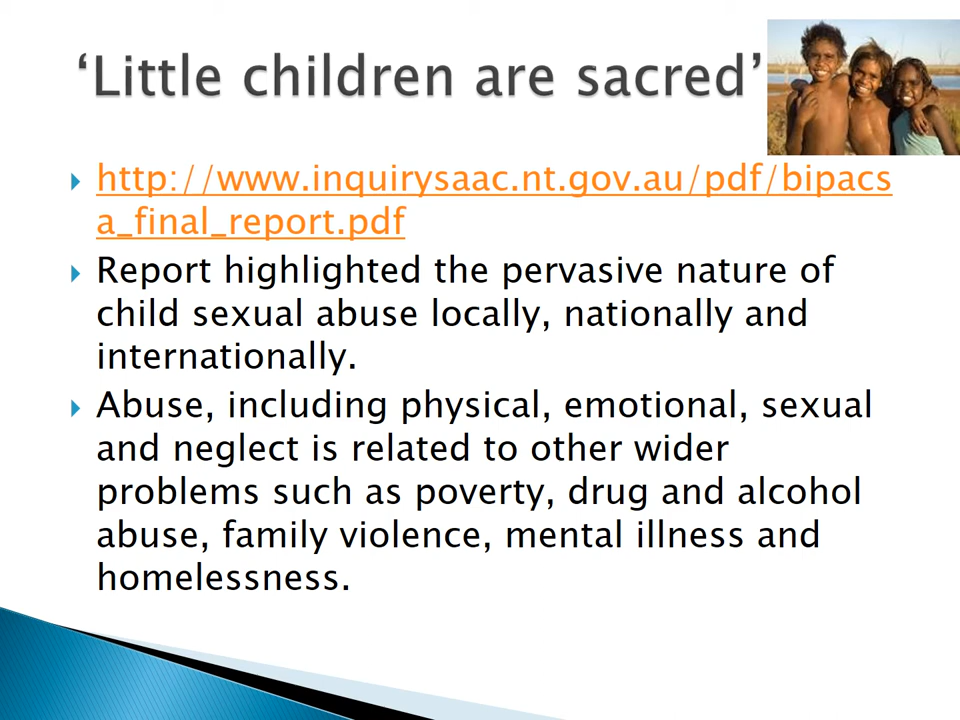 ‘Little children are sacred’
http://www.inquirysaac.nt.gov.au/pdf/bipacs
a_final_report.pdf
Report highlighted the pervasive nature of
child sexual abuse locally, nationally and
internationally.
Abuse, including physical, emotional, sexual
and neglect is related to other wider
problems such as poverty, drug and alcohol
abuse, family violence, mental illness and
homelessness.